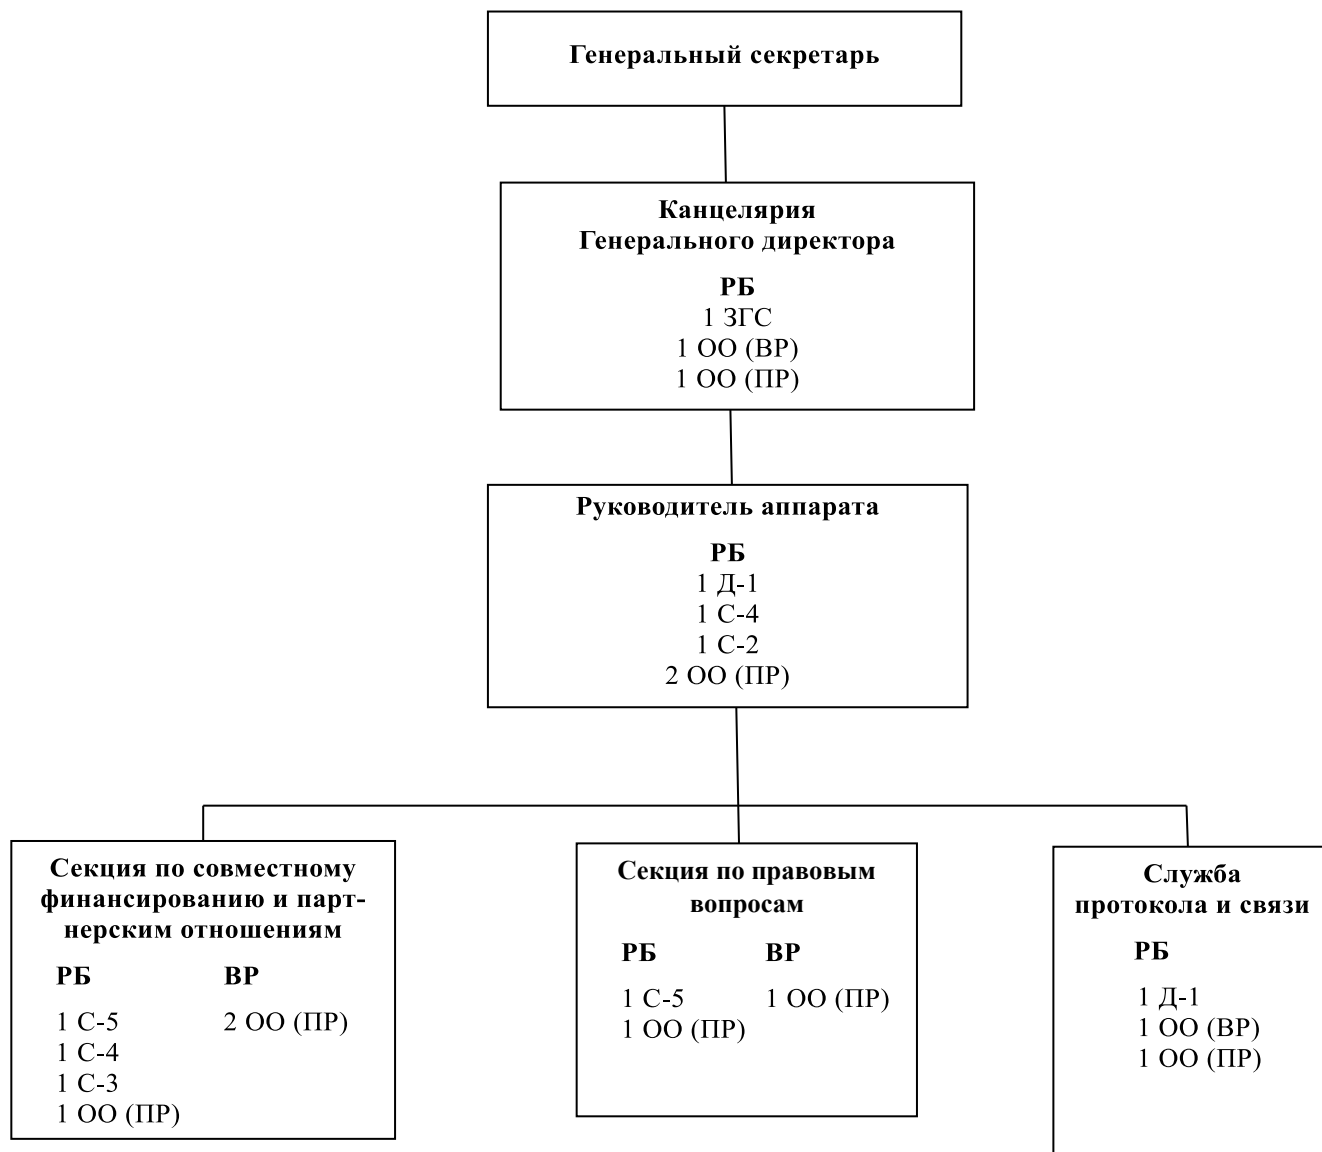 Генеральный секретарь
Канцелярия
Генерального директора
РБ
1 ЗГС
1 ОО (ВР)
1 ОО (ПР)
Руководитель аппарата
РБ
1 Д-1
1 С-4
1 С-2
2 ОО (ПР)
Секция по совместному
финансированию и парт-
нерским отношениям
РБ ВР
1 С-5 2 ОО (ПР)
1 С-4
1 С-3
1 ОО (ПР)
Секция по правовым
вопросам
РБ ВР
1 С-5 1 ОО (ПР)
1 ОО (ПР)
Служба
протокола и связи
РБ
1 Д-1
1 ОО (ВР)
1 ОО (ПР)